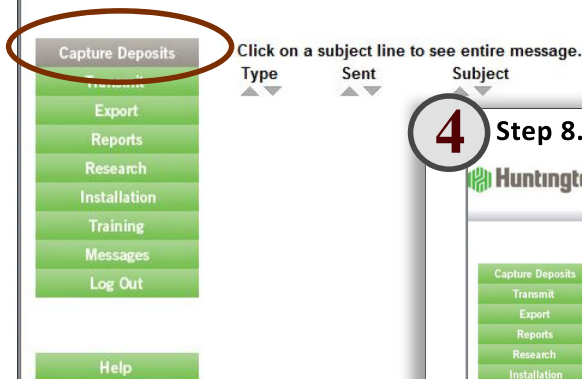 Capture Deposits
Click on a subject line to see entire message.
Type Sent Subject
Transmit
Export
Reports
Research
Installation
Training
Messages
Log Out
Help
4 Step 8.
Huntingt
Capture Deposits
Transmit
Export
Reports
Research
Installation